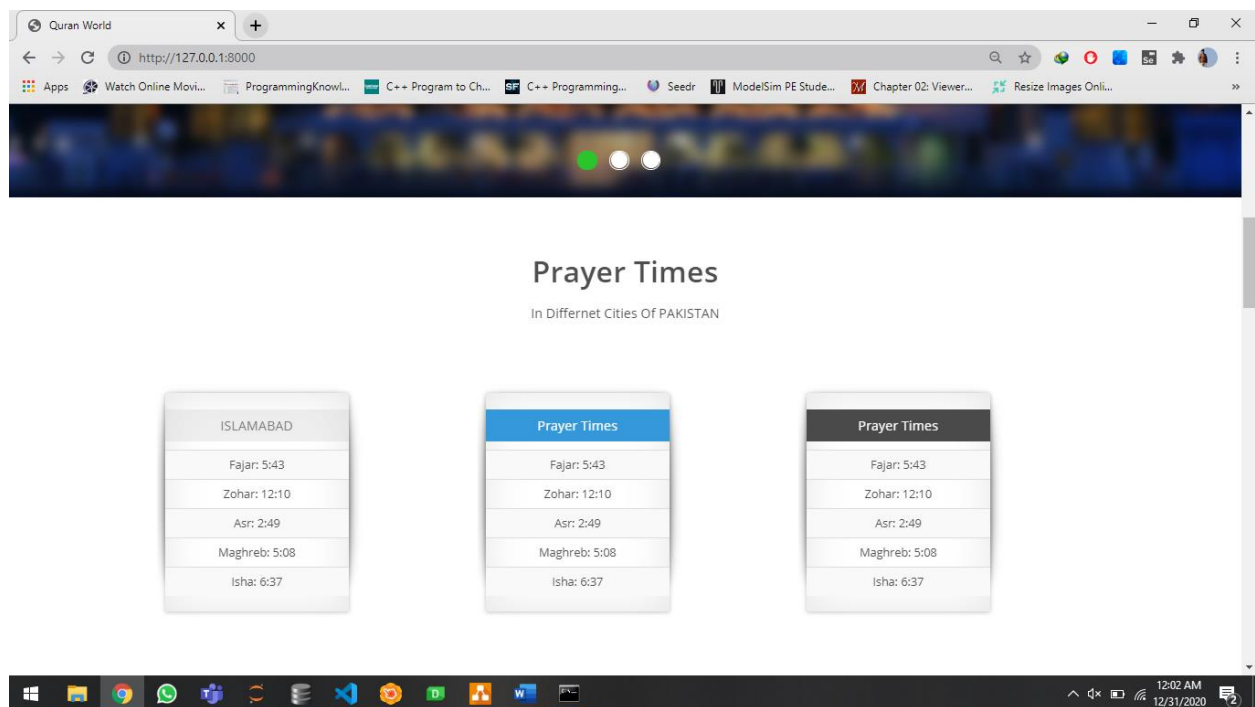 Quran World
http://127.0.0.1:8000
Apps Watch Online Movi... ProgrammingKnowl... C++ Program to Ch... SF C++ Programming... Seedr ModelSim PE Stude... Chapter 02: Viewer... Resize Images Onli... »
Prayer Times
In Differnet Cities Of PAKISTAN
ISLAMABAD
Fajar: 5:43
Zohar: 12:10
Asr: 2:49
Maghreb: 5:08
Isha: 6:37
Prayer Times
Fajar: 5:43
Zohar: 12:10
Asr: 2:49
Maghreb: 5:08
Isha: 6:37
Prayer Times
Fajar: 5:43
Zohar: 12:10
Asr: 2:49
Maghreb: 5:08
Isha: 6:37
12:02 AM
12/31/2020